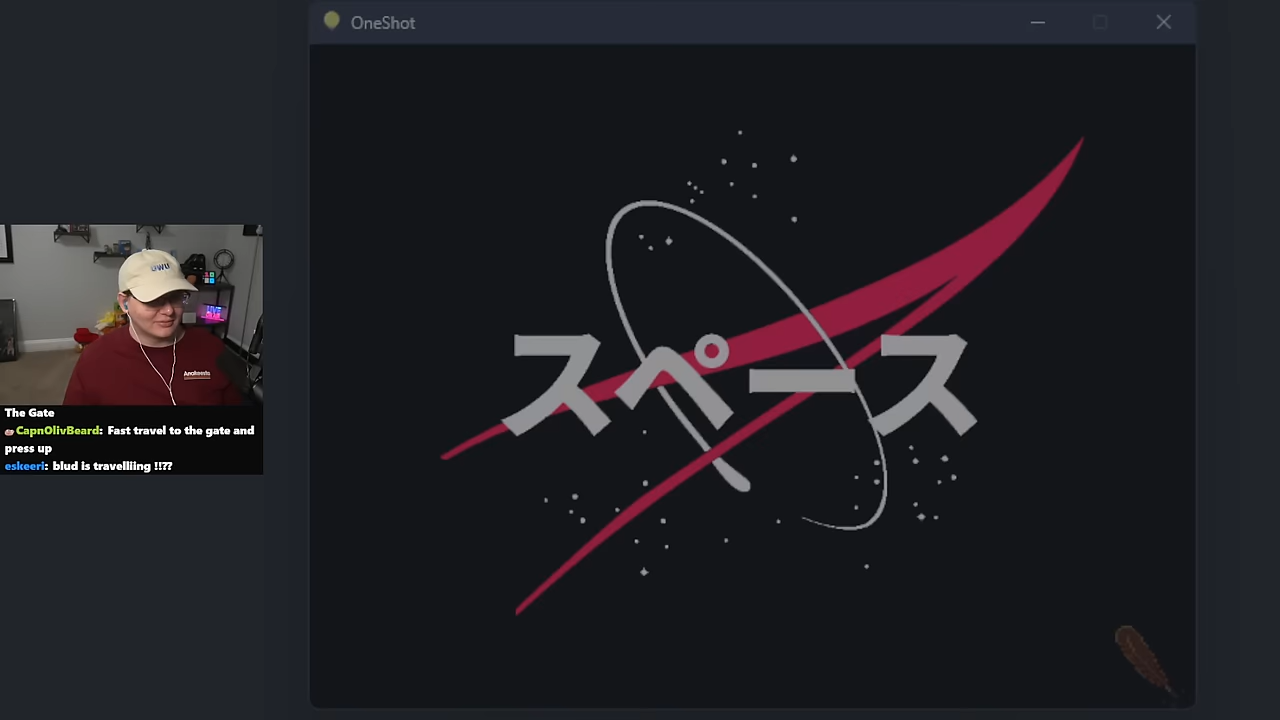 OneShot
スペース
UWU
The Gate
CapnOlivBeard: Fast travel to the gate and
press up
eskeeri: blud is travelliing !!??